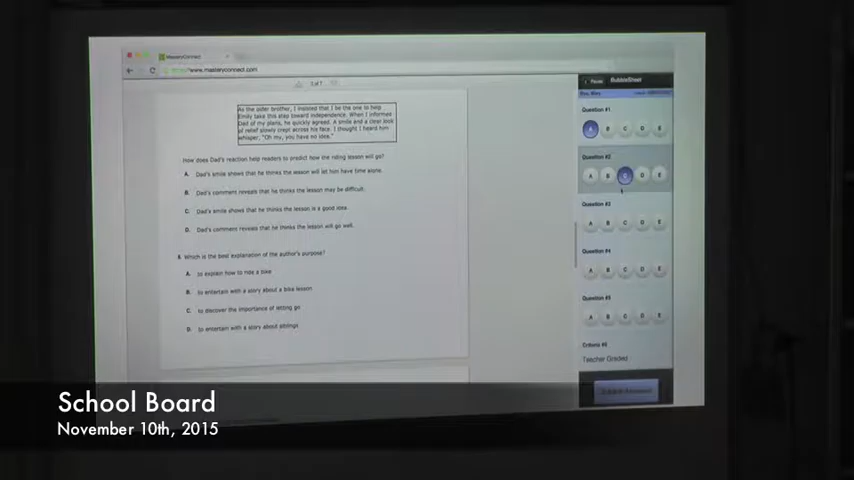 MasteryConnect
www.masteryconnect.com
As the older brother, I insisted that I be the one to help
Emily take this step toward independence. When I informed
Dad of my plans, he quickly agreed. A smile and a clear look
of relief slowly crept across his face. I thought I heard him
whisper, "Oh my, you have no idea."
How does Dad's reaction help readers to predict how the riding lesson will go?
A. Dad's smile shows that he thinks the lesson will let him have time alone.
B. Dad's comment reveals that he thinks the lesson may be difficult.
C. Dad's smile shows that he thinks the lesson is a good idea.
D. Dad's comment reveals that he thinks the lesson will go well.
Which is the best explanation of the author's purpose?
A. to explain how to ride a bike
B. to entertain with a story about a bike lesson
C. to discover the importance of letting go
D. to entertain with a story about siblings
Pause BubbleSheet
Question #1
A B C D E
Question #2
A B C D E
Question #3
A B C D E
Question #4
A B C D E
Question #5
A B C D E
Criteria #6
Teacher Graded
School Board
November 10th, 2015